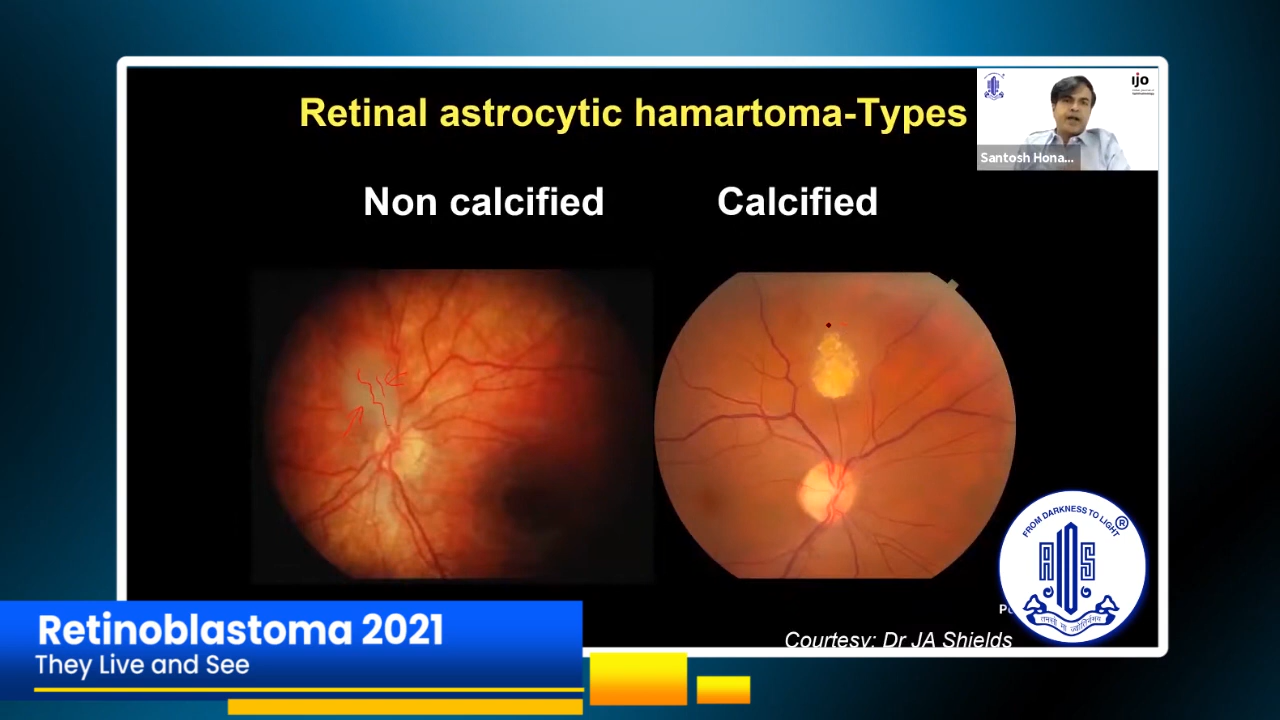 Retinal astrocytic hamartoma-Types
ijo
Santosh Hona...
Non calcified
Calcified
FROM DARKNESS TO LIGHT
®
AIOS
Courtesy: Dr JA Shields
Retinoblastoma 2021
They Live and See